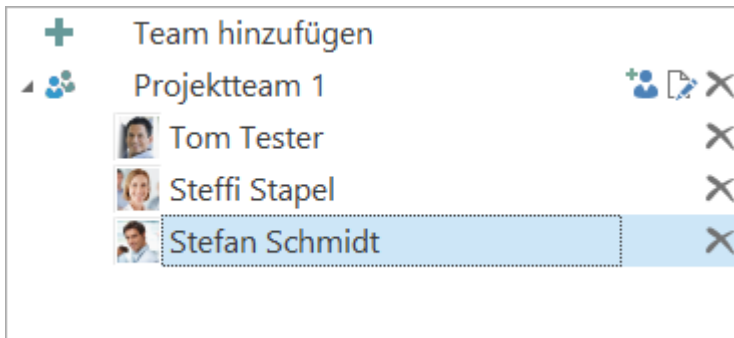 Team hinzufügen
Projektteam 1
Tom Tester
Steffi Stapel
Stefan Schmidt